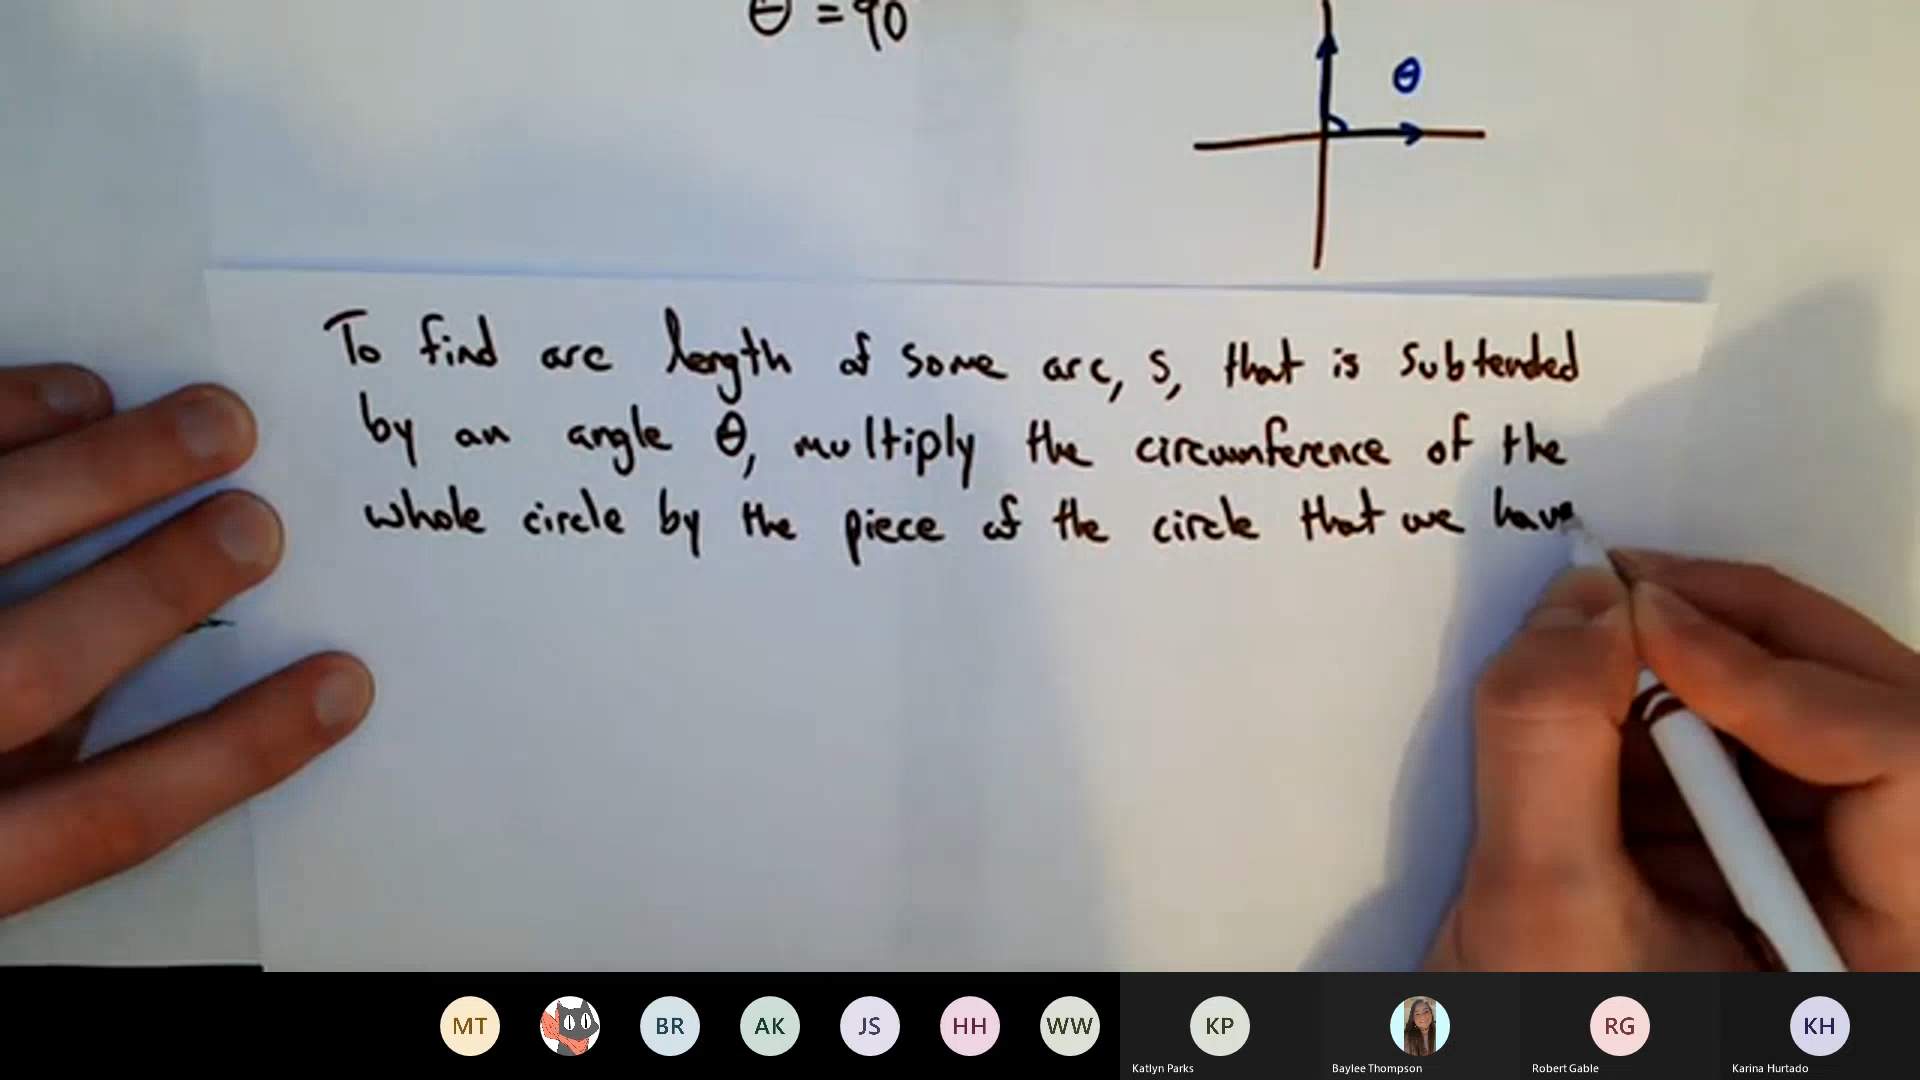 θ = 90
θ
To find arc length of some arc, s, that is subtended
by an angle θ, multiply the circumference of the
whole circle by the piece of the circle that we have
MT BR AK JS HH WW KP RG KH
Katlyn Parks Baylee Thompson Robert Gable Karina Hurtado